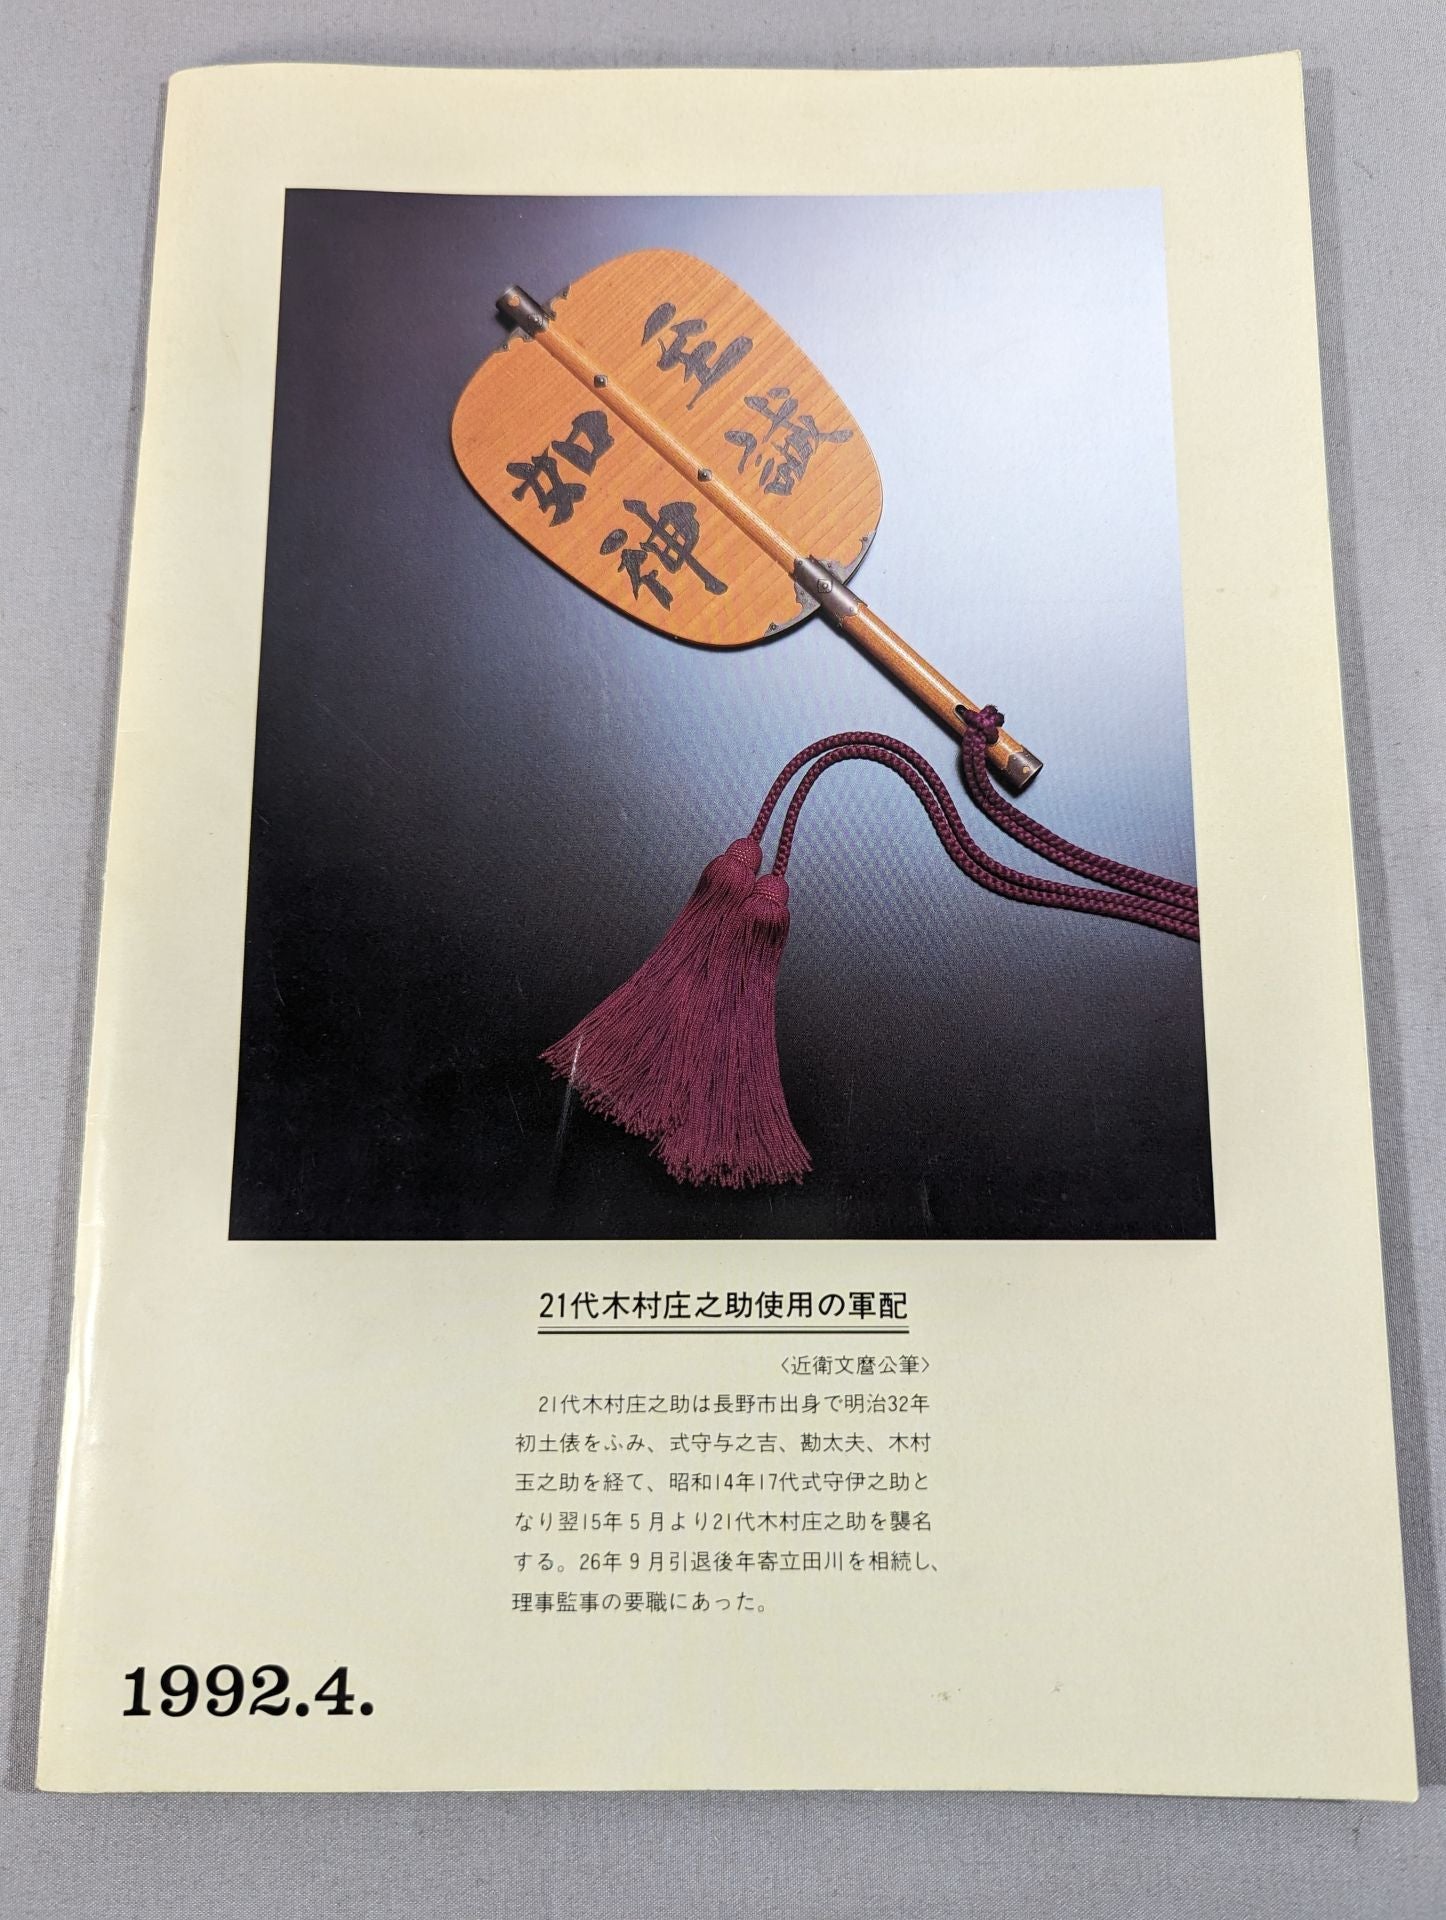 至誠
如神
21代木村庄之助使用の軍配
〈近衛文麿公筆〉
21代木村庄之助は長野市出身で明治32年
初土俵をふみ、式守与之吉、勘太夫、木村
玉之助を経て、昭和14年17代式守伊之助と
なり翌15年5月より21代木村庄之助を襲名
する。26年9月引退後年寄立田川を相続し、
理事監事の要職にあった。
1992.4.